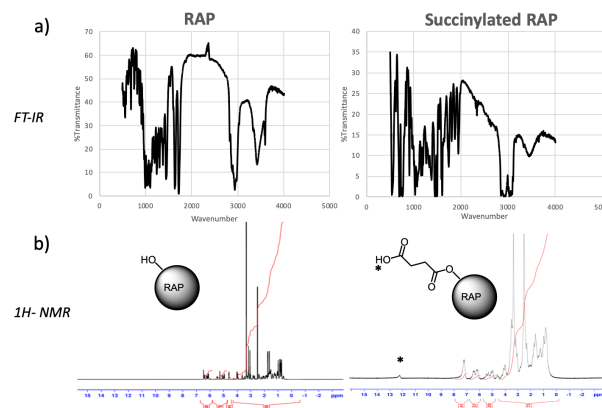 RAP
Succinylated RAP
a)
FT-IR
%Transmittance
70
60
50
40
30
20
10
0
0 1000 2000 3000 4000 5000
Wavenumber
%Transmittance
40
35
30
25
20
15
10
5
0
0 1000 2000 3000 4000
Wavenumber
b)
1H- NMR
HO
RAP
15 14 13 12 11 10 9 8 7 6 5 4 3 2 1 0 -1 -2 ppm
HO
*
O
O
O
RAP
*
15 14 13 12 11 10 9 8 7 6 5 4 3 2 1 0 -1 -2 ppm